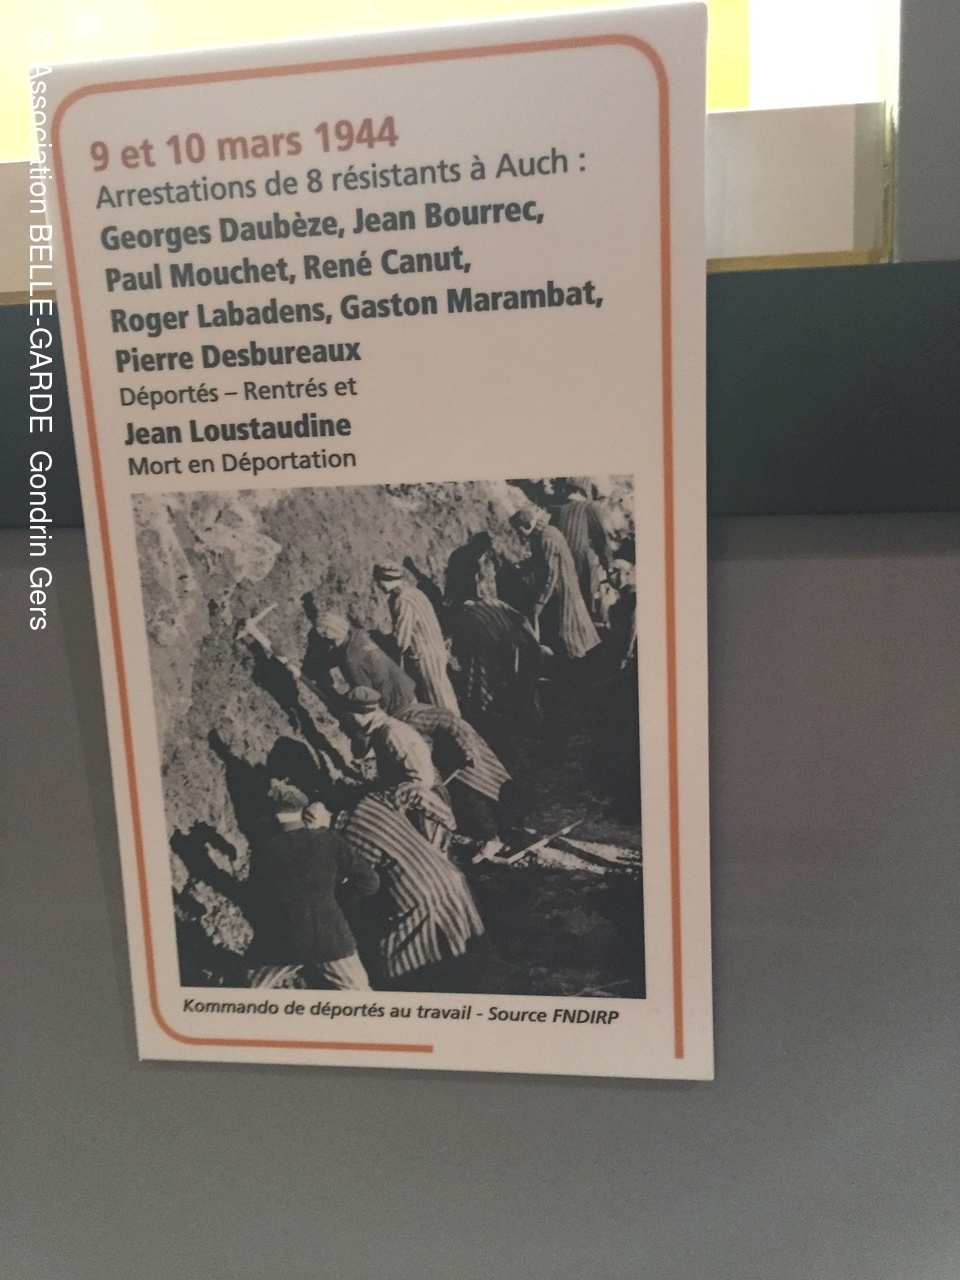 9 et 10 mars 1944
Arrestations de 8 résistants à Auch :
Georges Daubèze, Jean Bourrec,
Paul Mouchet, René Canut,
Roger Labadens, Gaston Marambat,
Pierre Desbureaux
Déportés – Rentrés et
Jean Loustaudine
Mort en Déportation
Kommando de déportés au travail - Source FNDIRP
© Association BELLE-GARDE Gondrin Gers